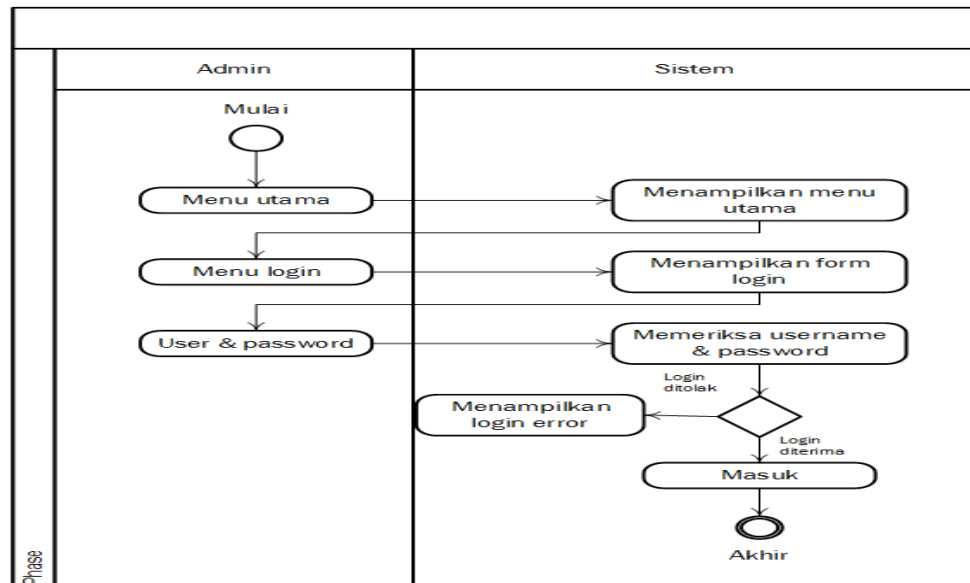 Admin
Sistem
Mulai
Menu utama
Menampilkan menu
utama
Menu login
Menampilkan form
login
User & password
Memeriksa username
& password
Login
ditolak
Menampilkan
login error
Login
diterima
Masuk
Akhir
Phase